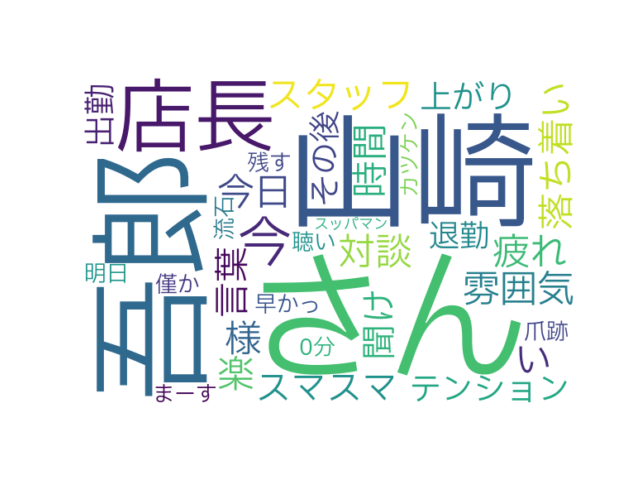 出勤
店長
スタッフ
上がり
落ち着い
吾郎
山崎
さん
その後
時間
カツケン
残す
今日
今
流石
スッパマン
聴い
対談
退勤
疲れ
明日
僅か
言葉
早かっ
雰囲気
様
0分
聞け
爪跡
い
楽
まーす
スマスマ
テンション